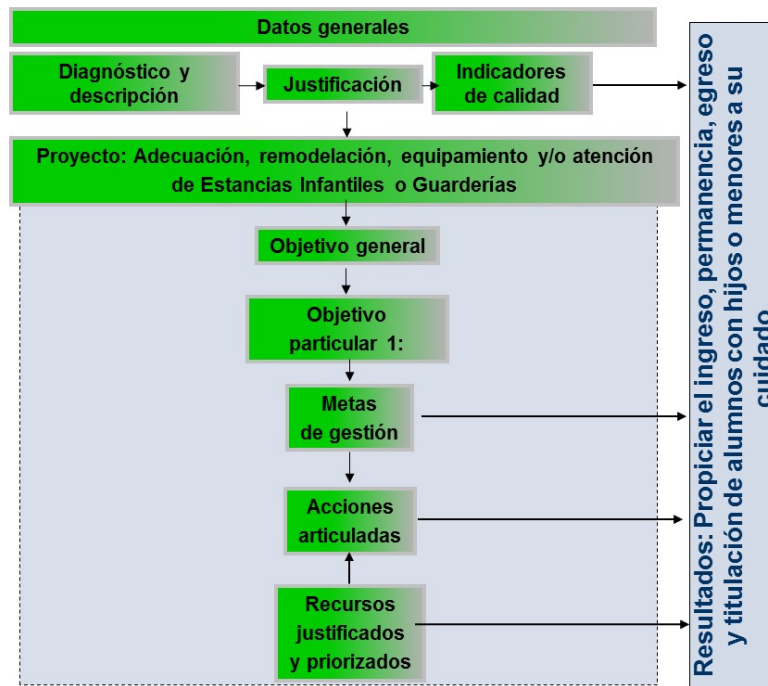 Datos generales
Diagnóstico y
descripción
Justificación
Indicadores
de calidad
Proyecto: Adecuación, remodelación, equipamiento y/o atención
de Estancias Infantiles o Guarderías
Objetivo general
Objetivo
particular 1:
Metas
de gestión
Acciones
articuladas
Recursos
justificados
y priorizados
Resultados: Propiciar el ingreso, permanencia, egreso
y titulación de alumnos con hijos o menores a su
cuidado